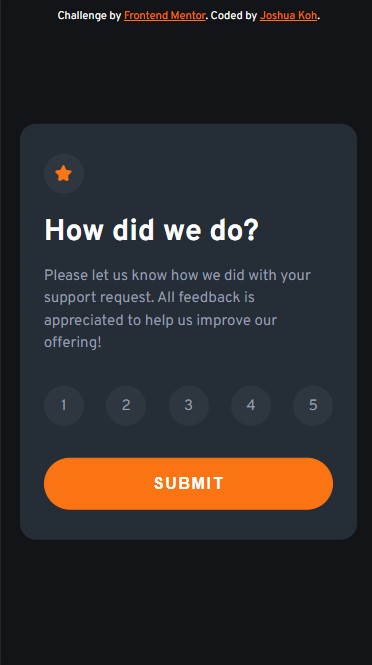 Challenge by Frontend Mentor. Coded by Joshua Koh.
How did we do?
Please let us know how we did with your
support request. All feedback is
appreciated to help us improve our
offering!
1 2 3 4 5
SUBMIT